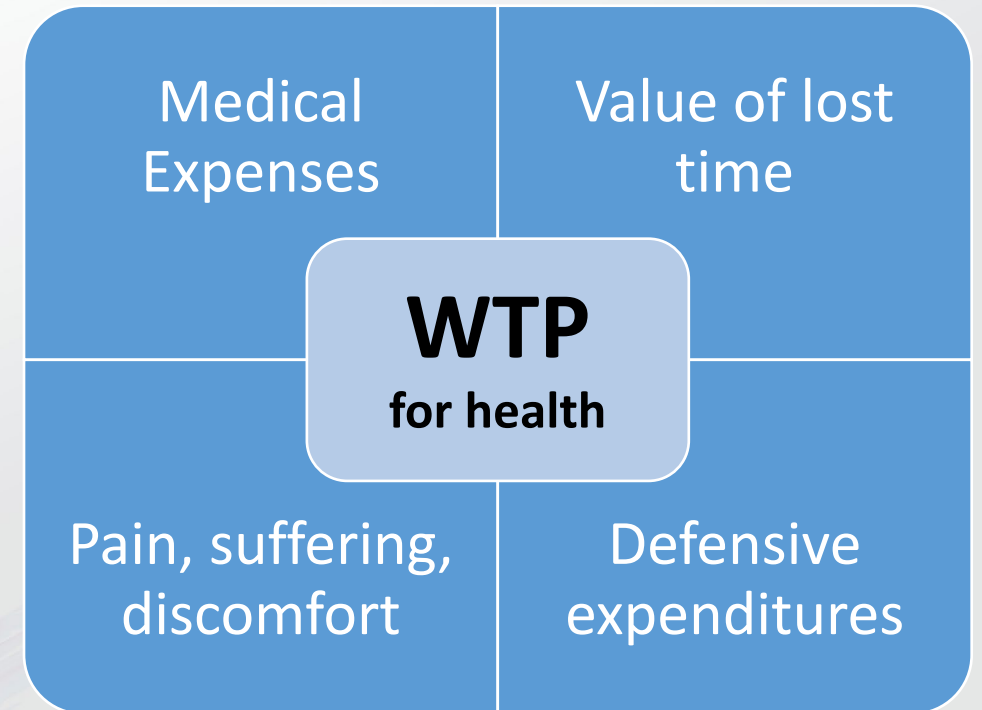 Medical
Expenses
Value of lost
time
WTP
for health
Pain, suffering,
discomfort
Defensive
expenditures